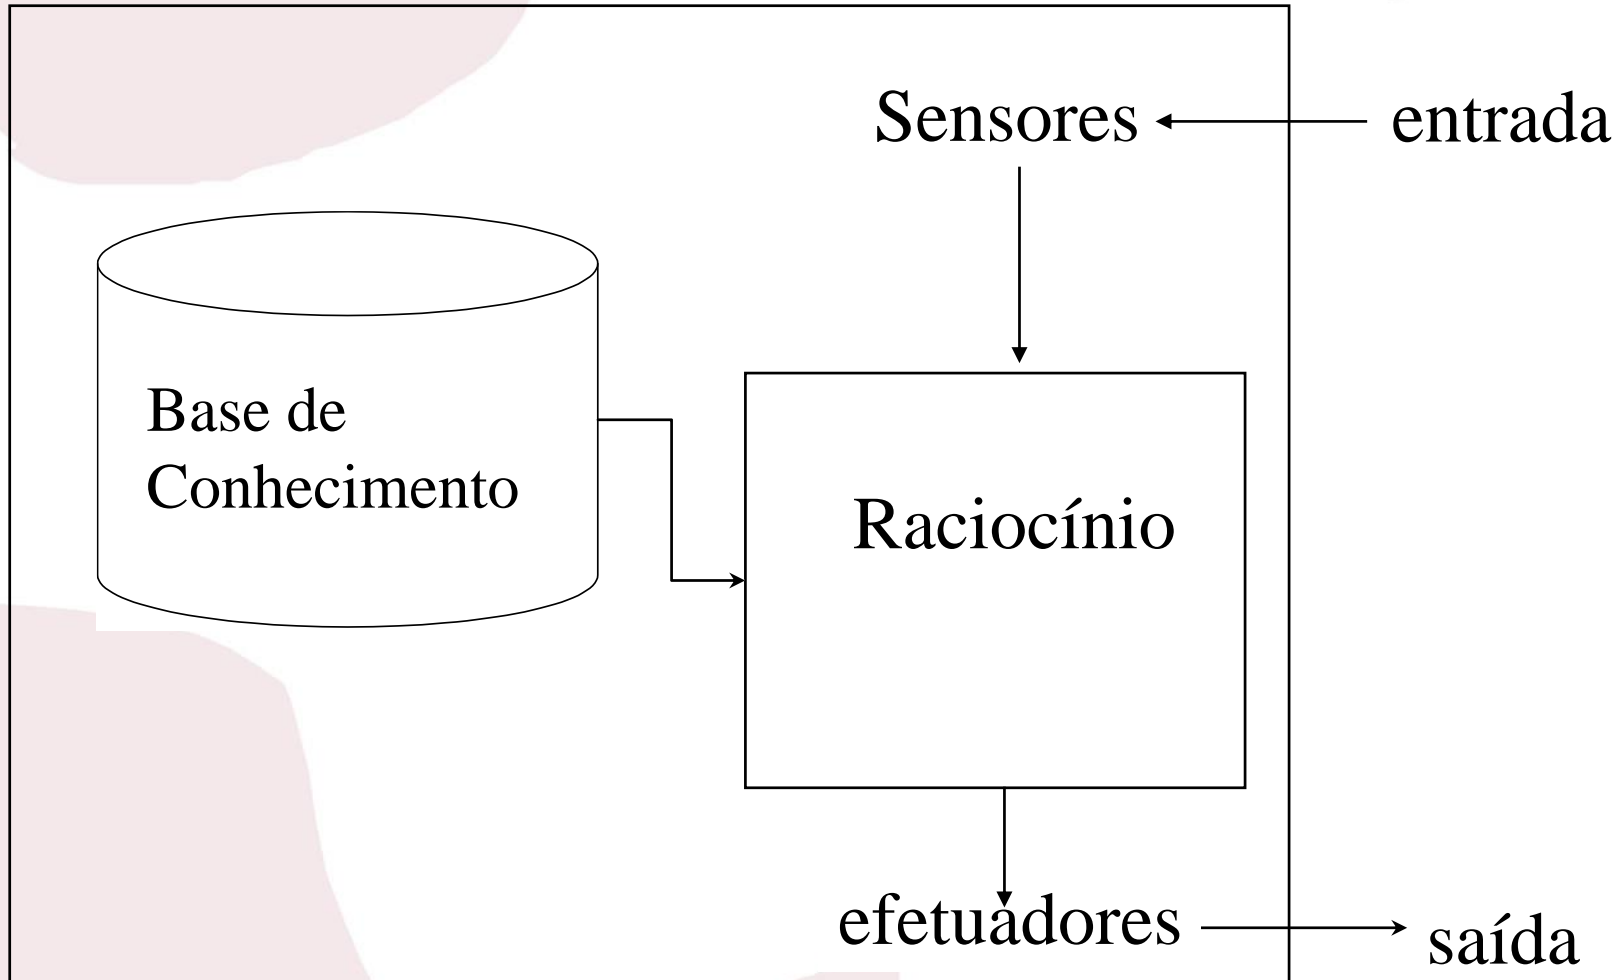 Sensores
entrada
Base de
Conhecimento
Raciocínio
efetuadores
saída